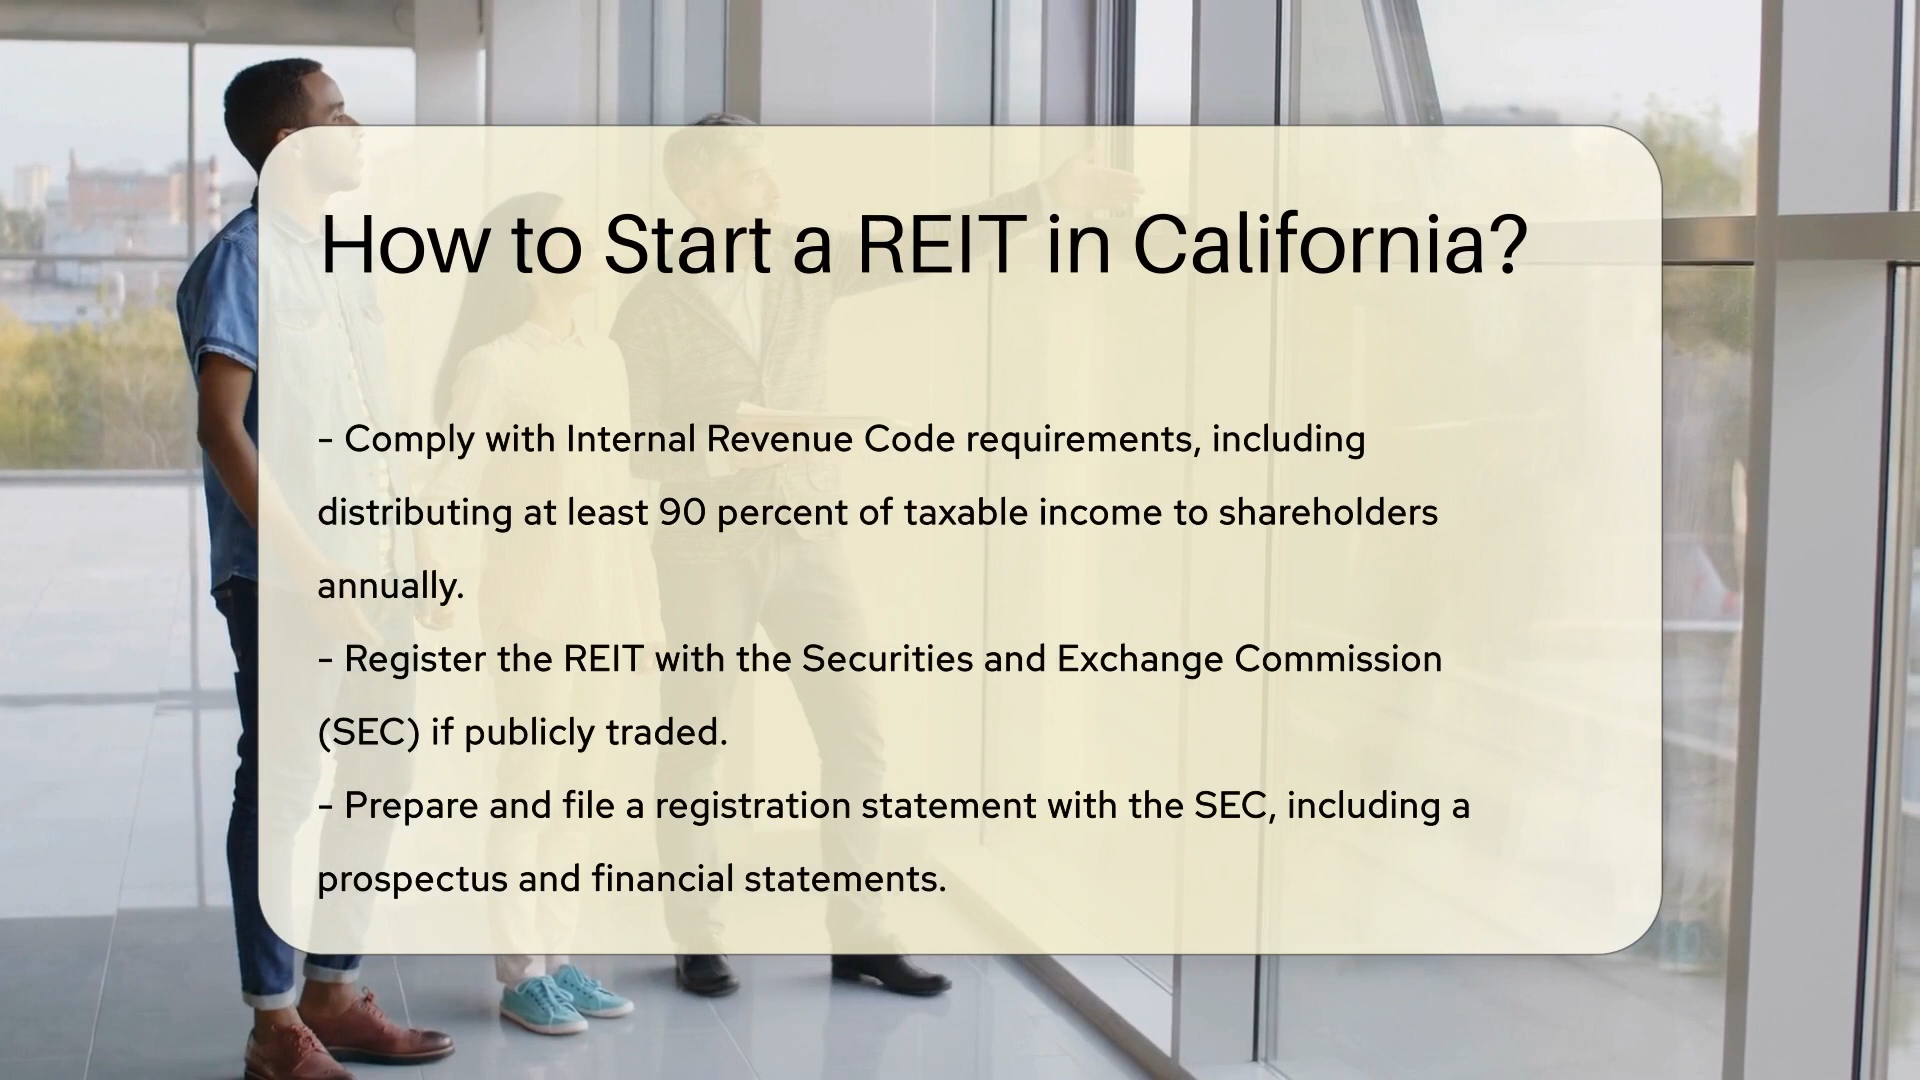 How to Start a REIT in California?
- Comply with Internal Revenue Code requirements, including
distributing at least 90 percent of taxable income to shareholders
annually.
- Register the REIT with the Securities and Exchange Commission
(SEC) if publicly traded.
- Prepare and file a registration statement with the SEC, including a
prospectus and financial statements.